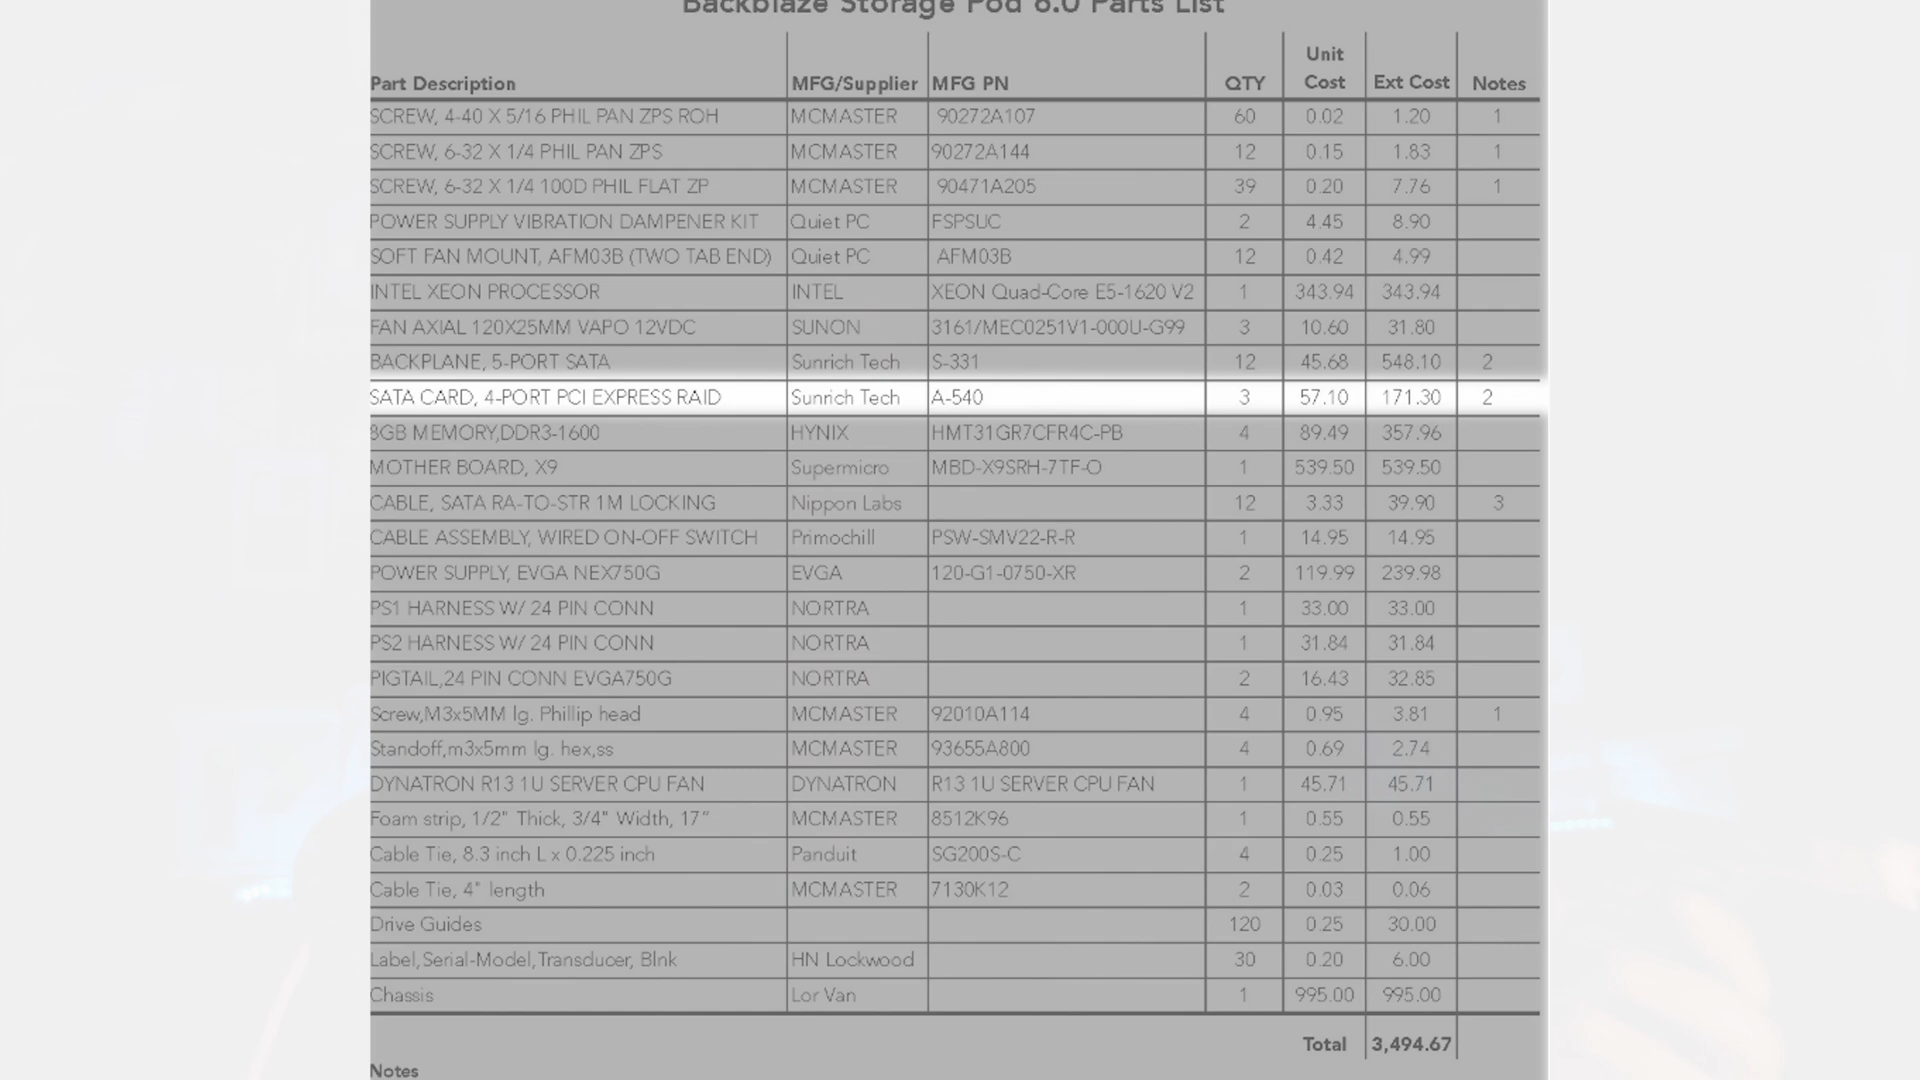 Backblaze Storage Pod 6.0 Parts List
Part Description MFG/Supplier MFG PN QTY Unit Cost Ext Cost Notes
SCREW, 4-40 X 5/16 PHIL PAN ZPS ROH MCMASTER 90272A107 60 0.02 1.20 1
SCREW, 6-32 X 1/4 PHIL PAN ZPS MCMASTER 90272A144 12 0.15 1.83 1
SCREW, 6-32 X 1/4 100D PHIL FLAT ZP MCMASTER 90471A205 39 0.20 7.76 1
POWER SUPPLY VIBRATION DAMPENER KIT Quiet PC FSPSUC 2 4.45 8.90
SOFT FAN MOUNT, AFM03B (TWO TAB END) Quiet PC AFM03B 12 0.42 4.99
INTEL XEON PROCESSOR INTEL XEON Quad-Core E5-1620 V2 1 343.94 343.94
FAN AXIAL 120X25MM VAPO 12VDC SUNON 3161/MEC0251V1-000U-G99 3 10.60 31.80
BACKPLANE, 5-PORT SATA Sunrich Tech S-331 12 45.68 548.10 2
SATA CARD, 4-PORT PCI EXPRESS RAID Sunrich Tech A-540 3 57.10 171.30 2
8GB MEMORY,DDR3-1600 HYNIX HMT31GR7CFR4C-PB 4 89.49 357.96
MOTHER BOARD, X9 Supermicro MBD-X9SRH-7TF-O 1 539.50 539.50
CABLE, SATA RA-TO-STR 1M LOCKING Nippon Labs 12 3.33 39.90 3
CABLE ASSEMBLY, WIRED ON-OFF SWITCH Primochill PSW-SMV22-R-R 1 14.95 14.95
POWER SUPPLY, EVGA NEX750G EVGA 120-G1-0750-XR 2 119.99 239.98
PS1 HARNESS W/ 24 PIN CONN NORTRA 1 33.00 33.00
PS2 HARNESS W/ 24 PIN CONN NORTRA 1 31.84 31.84
PIGTAIL,24 PIN CONN EVGA750G NORTRA 2 16.43 32.85
Screw,M3x5MM lg. Phillip head MCMASTER 92010A114 4 0.95 3.81 1
Standoff,m3x5mm lg. hex,ss MCMASTER 93655A800 4 0.69 2.74
DYNATRON R13 1U SERVER CPU FAN DYNATRON R13 1U SERVER CPU FAN 1 45.71 45.71
Foam strip, 1/2" Thick, 3/4" Width, 17” MCMASTER 8512K96 1 0.55 0.55
Cable Tie, 8.3 inch L x 0.225 inch Panduit SG200S-C 4 0.25 1.00
Cable Tie, 4" length MCMASTER 7130K12 2 0.03 0.06
Drive Guides 120 0.25 30.00
Label,Serial-Model,Transducer, Blnk HN Lockwood 30 0.20 6.00
Chassis Lor Van 1 995.00 995.00
Total 3,494.67
Notes